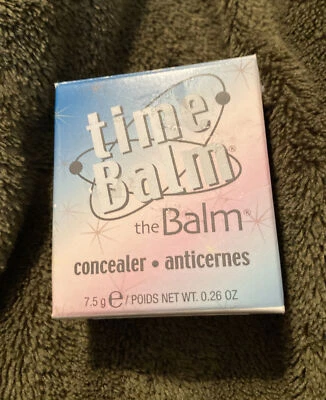 time
Balm®
the Balm®
concealer • anticernes
7.5 g ℮ / POIDS NET WT. 0.26 OZ